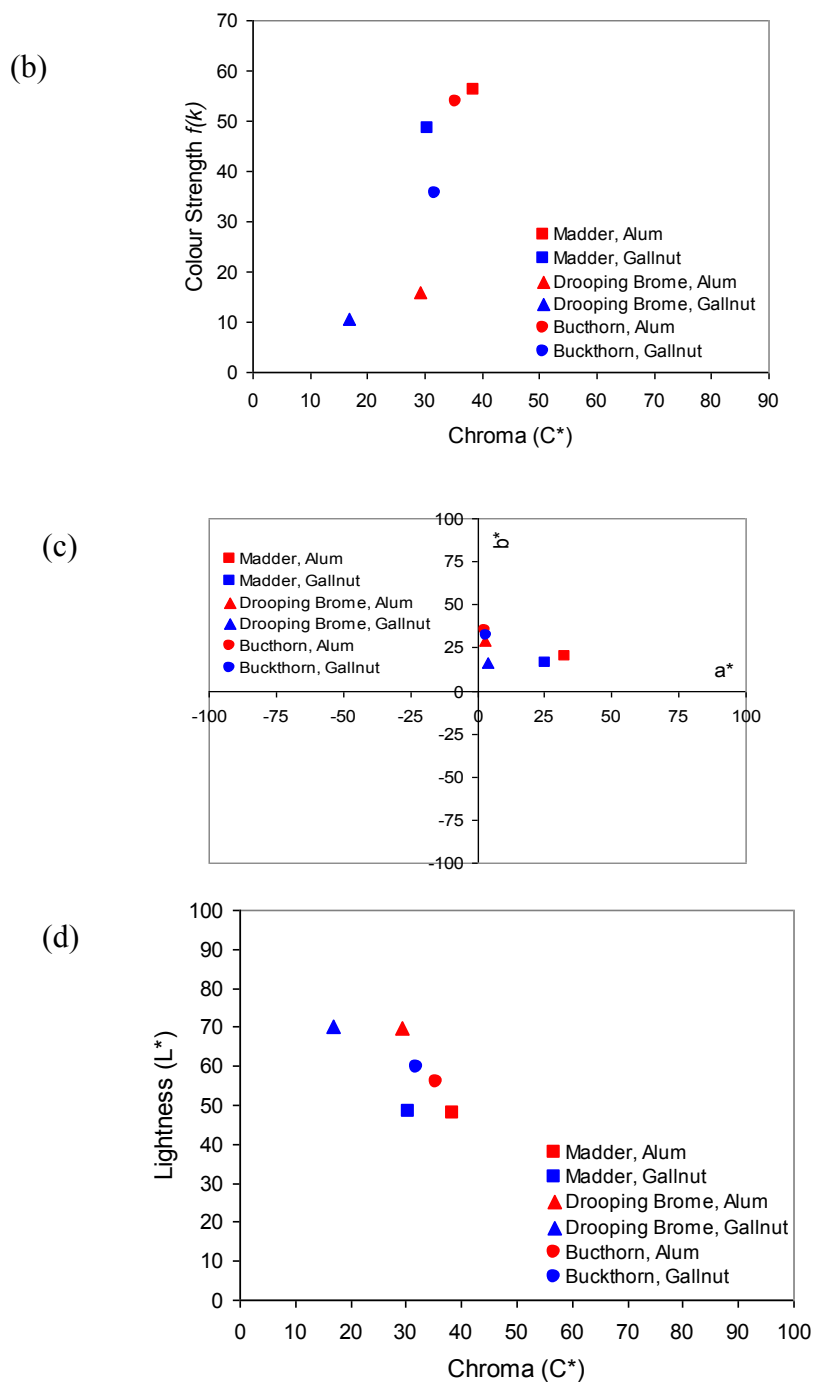 (b)
70
60
50
40
30
20
10
0
Colour Strength f(k)
Madder, Alum
Madder, Gallnut
Drooping Brome, Alum
Drooping Brome, Gallnut
Bucthorn, Alum
Buckthorn, Gallnut
0 10 20 30 40 50 60 70 80 90
Chroma (C*)
(c)
100
75
50
25
0
b*
Madder, Alum
Madder, Gallnut
Drooping Brome, Alum
Drooping Brome, Gallnut
Bucthorn, Alum
Buckthorn, Gallnut
a*
-100 -75 -50 -25 0 25 50 75 100
-25
-50
-75
-100
(d)
100
90
80
70
60
50
40
30
20
10
0
Lightness (L*)
Madder, Alum
Madder, Gallnut
Drooping Brome, Alum
Drooping Brome, Gallnut
Bucthorn, Alum
Buckthorn, Gallnut
0 10 20 30 40 50 60 70 80 90 100
Chroma (C*)